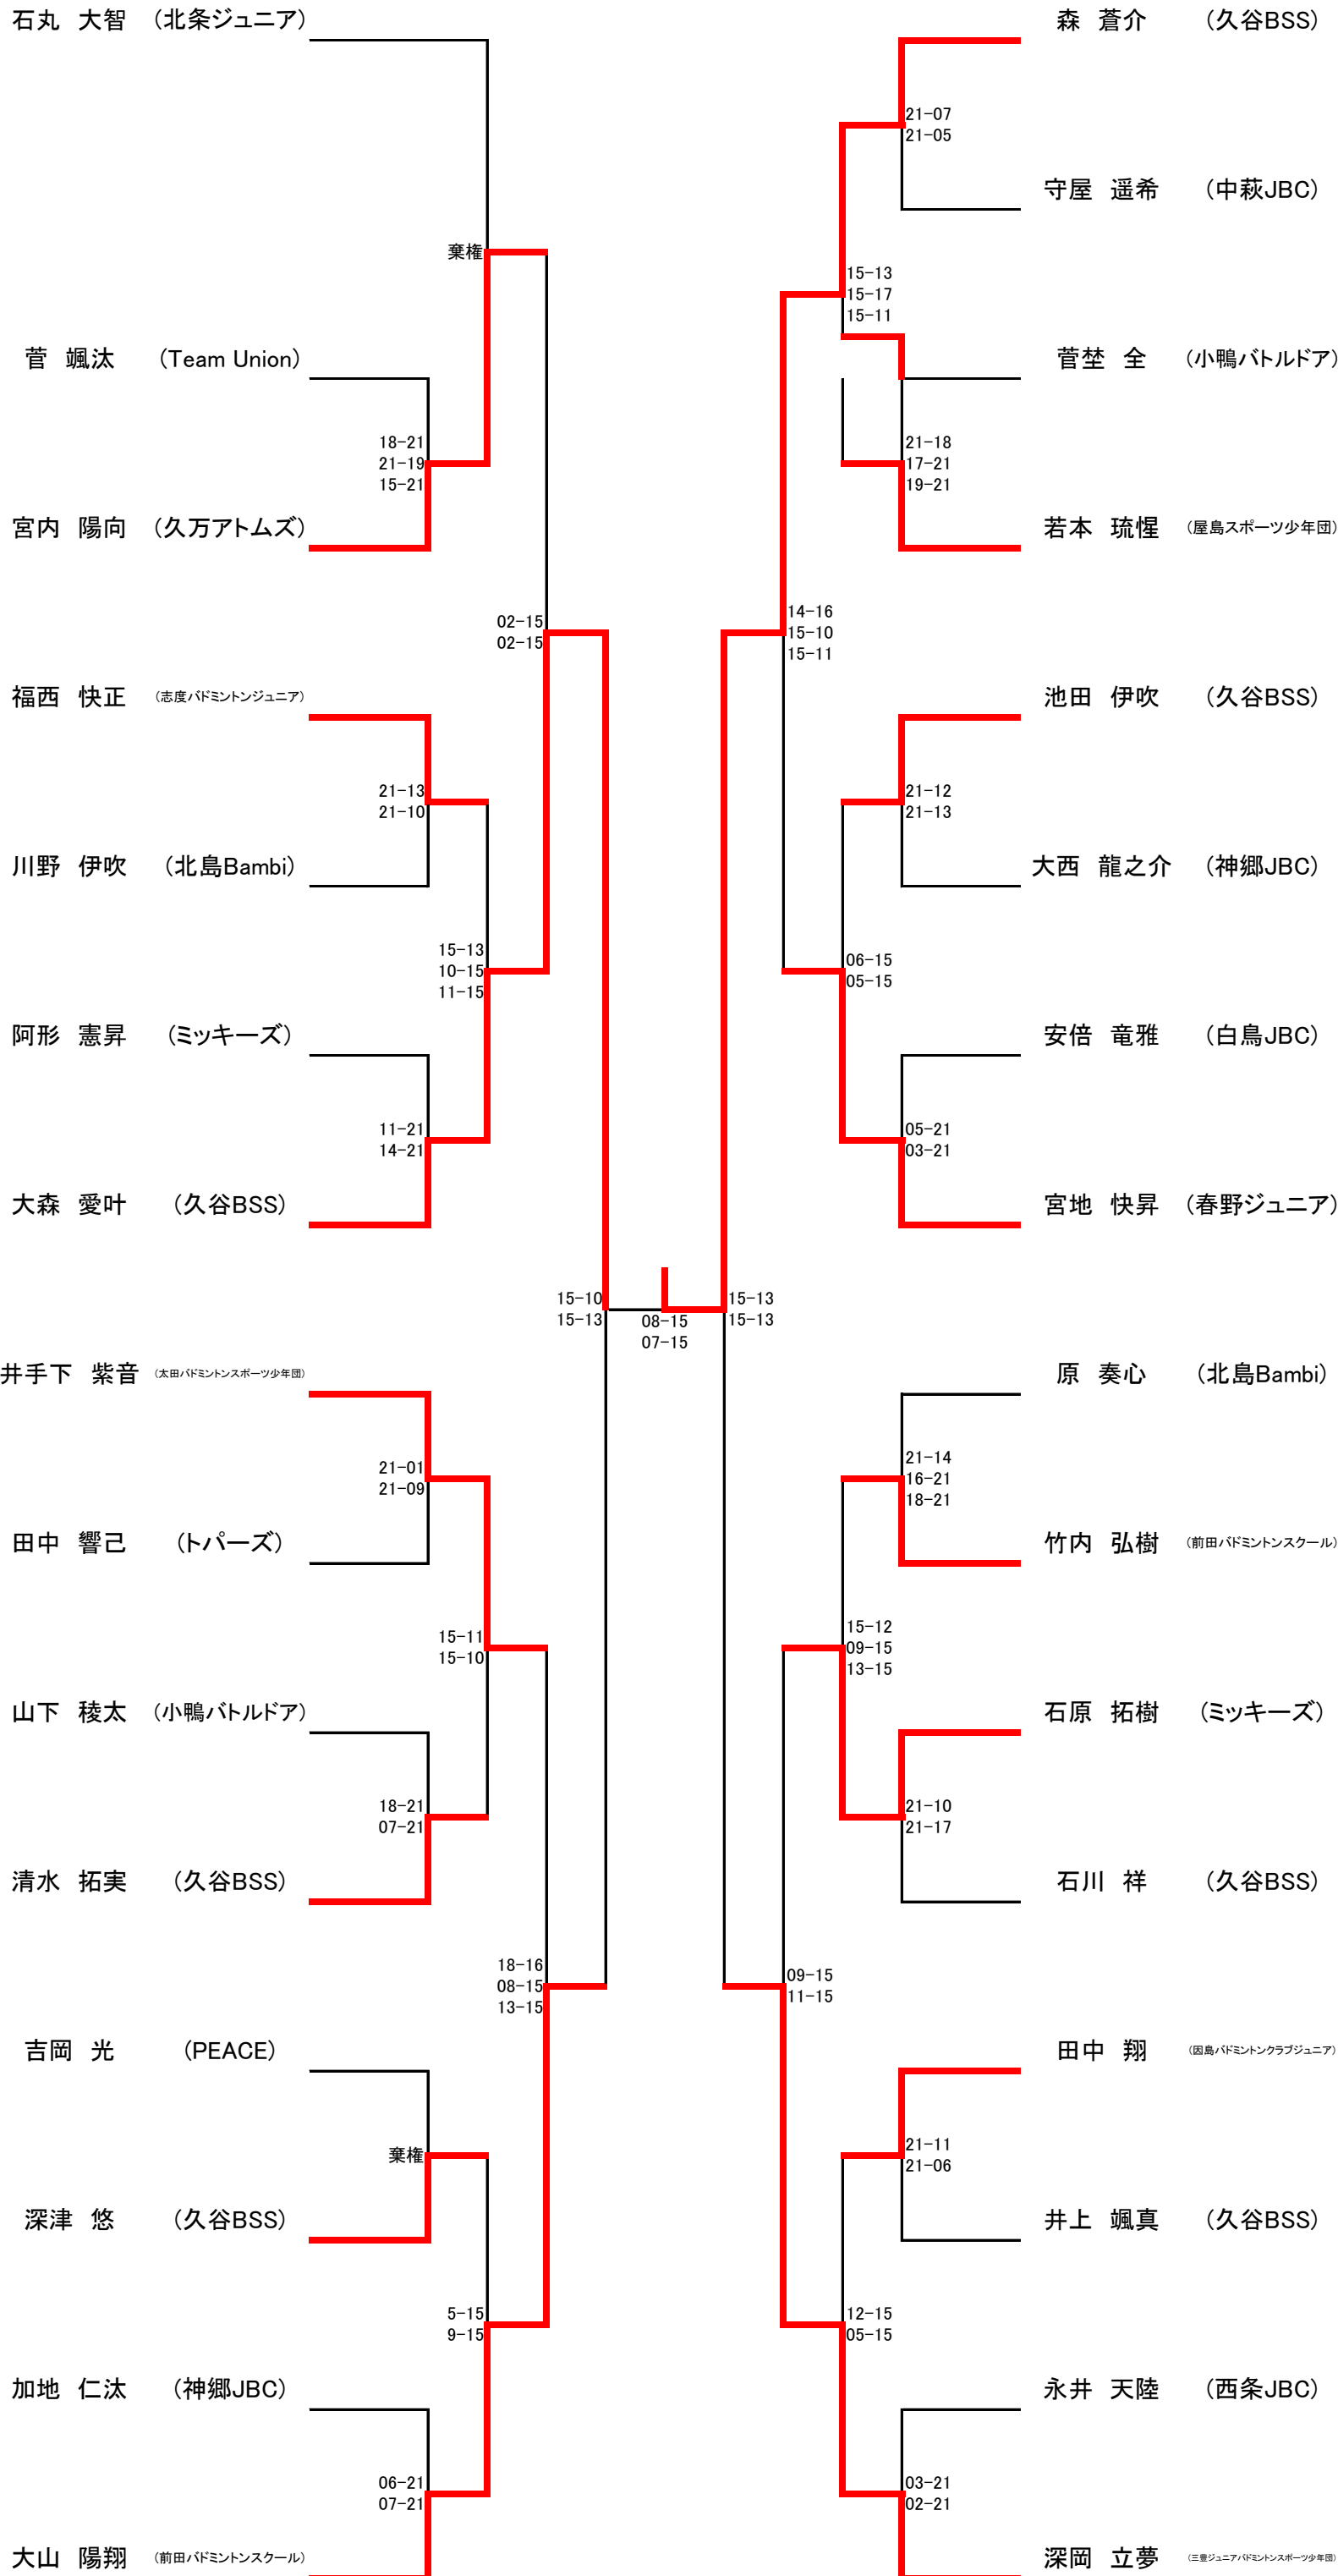 石丸 大智 (北条ジュニア)
棄権
菅 颯汰 (Team Union)
18-21
21-19
15-21
宮内 陽向 (久万アトムズ)
02-15
02-15
福西 快正 (志度バドミントンジュニア)
21-13
21-10
川野 伊吹 (北島Bambi)
15-13
10-15
11-15
阿形 憲昇 (ミッキーズ)
11-21
14-21
大森 愛叶 (久谷BSS)
15-10
15-13
井手下 紫音 (太田バドミントンスポーツ少年団)
21-01
21-09
田中 響己 (トパーズ)
15-11
15-10
山下 稜太 (小鴨バトルドア)
18-21
07-21
清水 拓実 (久谷BSS)
18-16
08-15
13-15
吉岡 光 (PEACE)
棄権
深津 悠 (久谷BSS)
5-15
9-15
加地 仁汰 (神郷JBC)
06-21
07-21
大山 陽翔 (前田バドミントンスクール)
08-15
07-15
森 蒼介 (久谷BSS)
21-07
21-05
守屋 遥希 (中萩JBC)
15-13
15-17
15-11
菅埜 全 (小鴨バトルドア)
21-18
17-21
19-21
若本 琉惺 (屋島スポーツ少年団)
14-16
15-10
15-11
池田 伊吹 (久谷BSS)
21-12
21-13
大西 龍之介 (神郷JBC)
06-15
05-15
安倍 竜雅 (白鳥JBC)
05-21
03-21
宮地 快昇 (春野ジュニア)
15-13
15-13
原 奏心 (北島Bambi)
21-14
16-21
18-21
竹内 弘樹 (前田バドミントンスクール)
15-12
09-15
13-15
石原 拓樹 (ミッキーズ)
21-10
21-17
石川 祥 (久谷BSS)
09-15
11-15
田中 翔 (因島バドミントンクラブジュニア)
21-11
21-06
井上 颯真 (久谷BSS)
12-15
05-15
永井 天陸 (西条JBC)
03-21
02-21
深岡 立夢 (三豊ジュニアバドミントンスポーツ少年団)